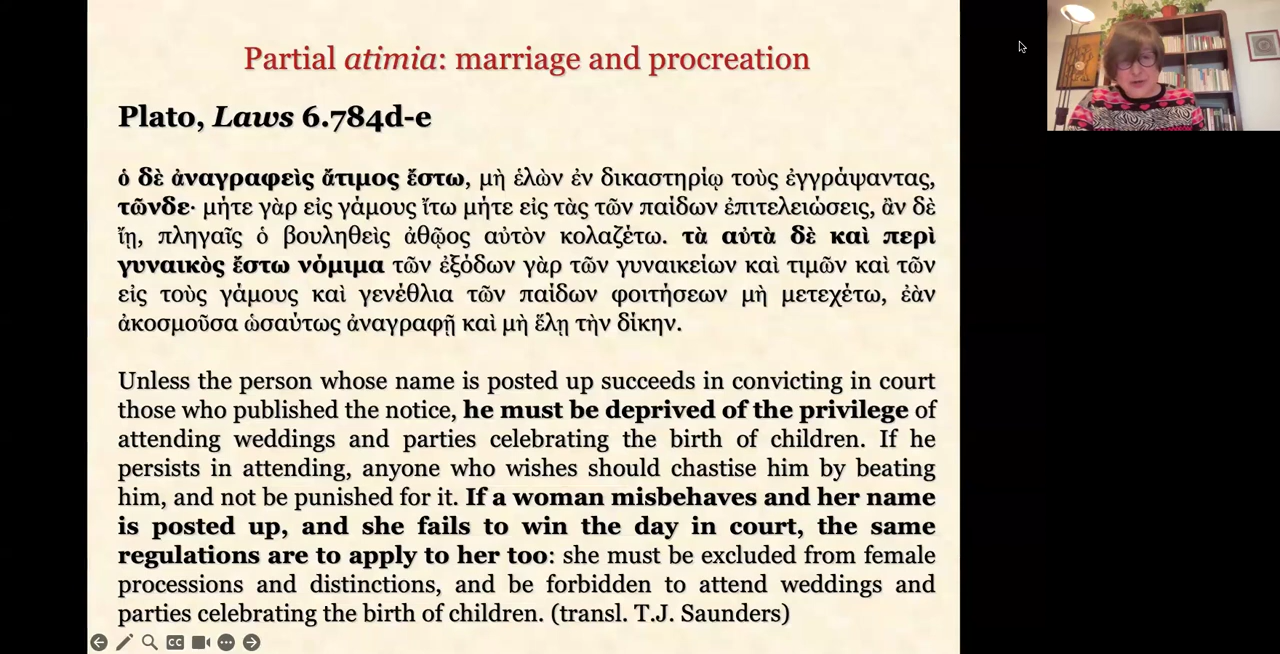 Partial atimia: marriage and procreation
Plato, Laws 6.784d-e
ὁ δὲ ἀναγραφεὶς ἄτιμος ἔστω, μὴ ἑλὼν ἐν δικαστηρίῳ τοὺς ἐγγράψαντας,
τῶνδε· μήτε γὰρ εἰς γάμους ἴτω μήτε εἰς τὰς τῶν παίδων ἐπιτελειώσεις, ἂν δὲ
ἴῃ, πληγαῖς ὁ βουληθεὶς ἀθῷος αὐτὸν κολαζέτω. τὰ αὐτὰ δὲ καὶ περὶ
γυναικὸς ἔστω νόμιμα τῶν ἐξόδων γὰρ τῶν γυναικείων καὶ τιμῶν καὶ τῶν
εἰς τοὺς γάμους καὶ γενέθλια τῶν παίδων φοιτήσεων μὴ μετεχέτω, ἐὰν
ἀκοσμοῦσα ὡσαύτως ἀναγραφῇ καὶ μὴ ἕλῃ τὴν δίκην.
Unless the person whose name is posted up succeeds in convicting in court
those who published the notice, he must be deprived of the privilege of
attending weddings and parties celebrating the birth of children. If he
persists in attending, anyone who wishes should chastise him by beating
him, and not be punished for it. If a woman misbehaves and her name
is posted up, and she fails to win the day in court, the same
regulations are to apply to her too: she must be excluded from female
processions and distinctions, and be forbidden to attend weddings and
parties celebrating the birth of children. (transl. T.J. Saunders)
CC